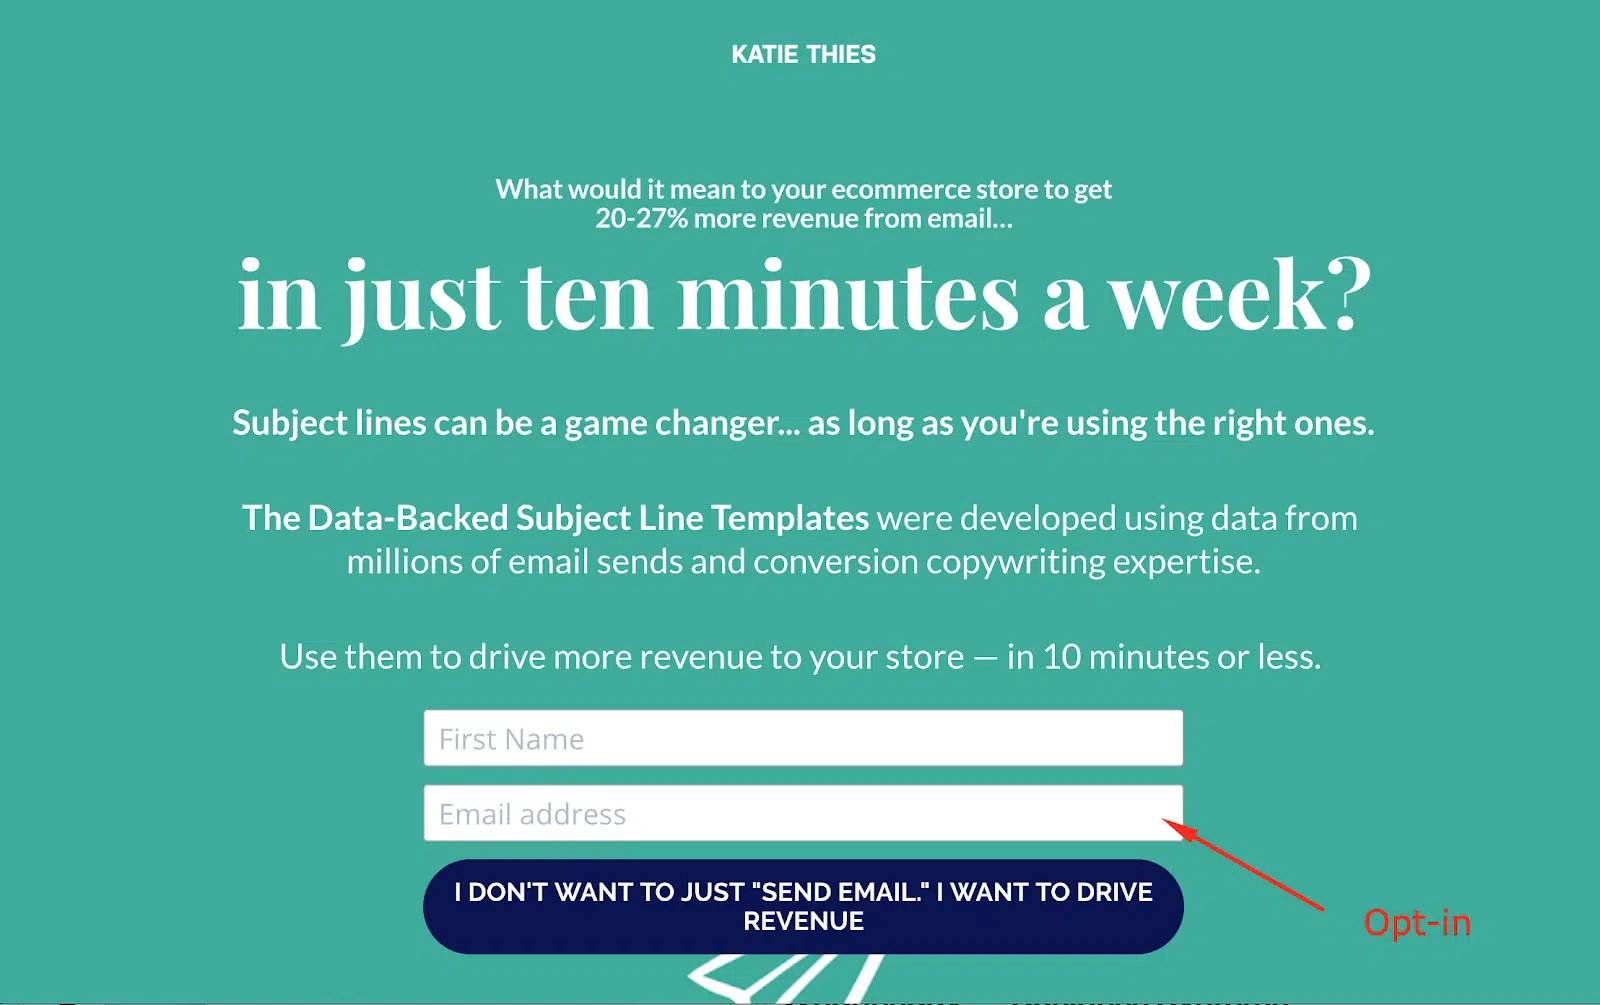 KATIE THIES
What would it mean to your ecommerce store to get
20-27% more revenue from email...
in just ten minutes a week?
Subject lines can be a game changer... as long as you're using the right ones.
The Data-Backed Subject Line Templates were developed using data from
millions of email sends and conversion copywriting expertise.
Use them to drive more revenue to your store — in 10 minutes or less.
First Name
Email address
I DON'T WANT TO JUST "SEND EMAIL." I WANT TO DRIVE
REVENUE
Opt-in